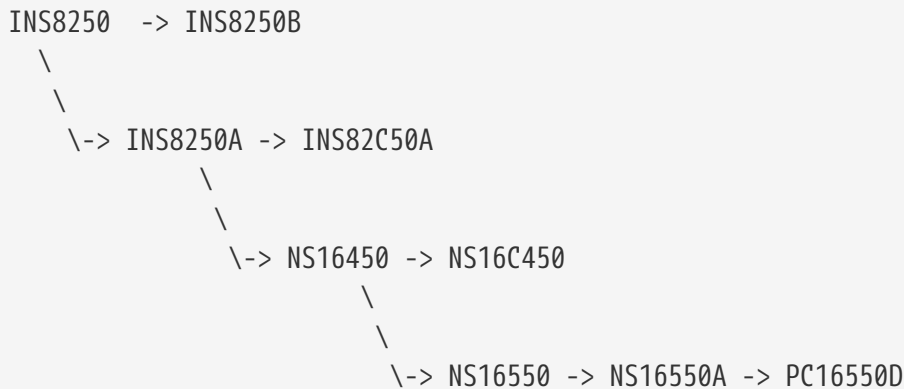 INS8250  -> INS8250B
  \
   \
    \-> INS8250A -> INS82C50A
             \
              \
               \-> NS16450 -> NS16C450
                        \
                         \
                          \-> NS16550 -> NS16550A -> PC16550D